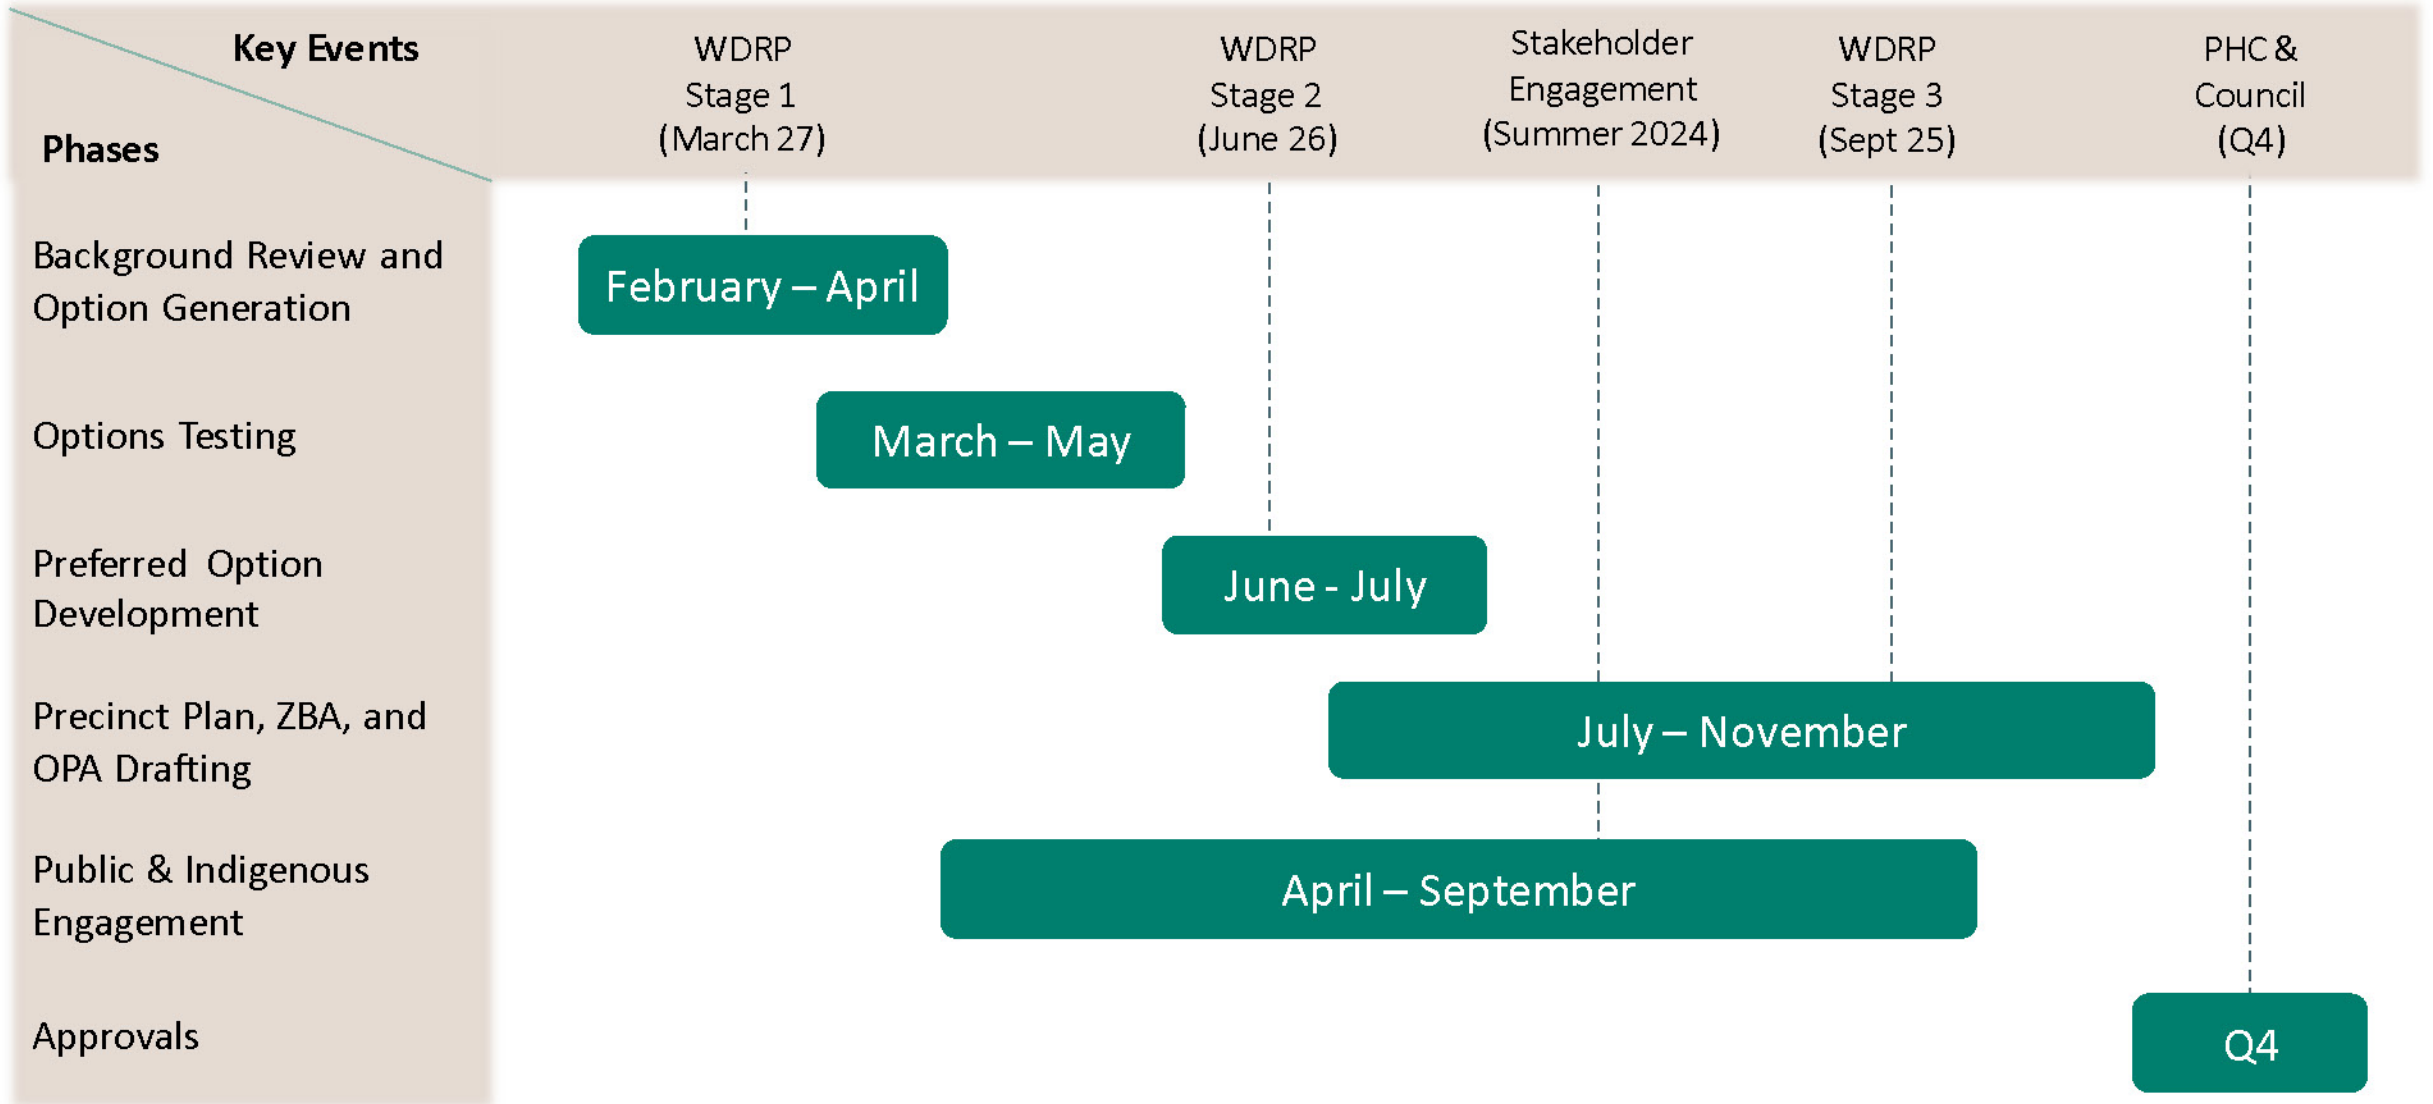 Key Events
Phases
WDRP
Stage 1
(March 27)
WDRP
Stage 2
(June 26)
Stakeholder
Engagement
(Summer 2024)
WDRP
Stage 3
(Sept 25)
PHC &
Council
(Q4)
Background Review and
Option Generation
February – April
Options Testing
March – May
Preferred Option
Development
June - July
Precinct Plan, ZBA, and
OPA Drafting
July – November
Public & Indigenous
Engagement
April – September
Approvals
Q4